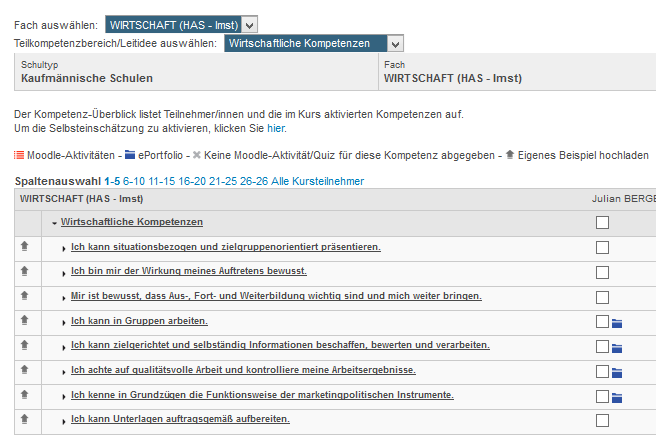 Fach auswählen: WIRTSCHAFT (HAS - Imst)
Teilkompetenzbereich/Leitidee auswählen: Wirtschaftliche Kompetenzen
Schultyp Fach
Kaufmännische Schulen WIRTSCHAFT (HAS - Imst)
Der Kompetenz-Überblick listet Teilnehmer/innen und die im Kurs aktivierten Kompetenzen auf.
Um die Selbsteinschätzung zu aktivieren, klicken Sie hier.
Moodle-Aktivitäten - ePortfolio - Keine Moodle-Aktivität/Quiz für diese Kompetenz abgegeben - Eigenes Beispiel hochladen
Spaltenauswahl 1-5 6-10 11-15 16-20 21-25 26-26 Alle Kursteilnehmer
WIRTSCHAFT (HAS - Imst) Julian BERGE
Wirtschaftliche Kompetenzen
Ich kann situationsbezogen und zielgruppenorientiert präsentieren.
Ich bin mir der Wirkung meines Auftretens bewusst.
Mir ist bewusst, dass Aus-, Fort- und Weiterbildung wichtig sind und mich weiter bringen.
Ich kann in Gruppen arbeiten.
Ich kann zielgerichtet und selbständig Informationen beschaffen, bewerten und verarbeiten.
Ich achte auf qualitätsvolle Arbeit und kontrolliere meine Arbeitsergebnisse.
Ich kenne in Grundzügen die Funktionsweise der marketingpolitischen Instrumente.
Ich kann Unterlagen auftragsgemäß aufbereiten.